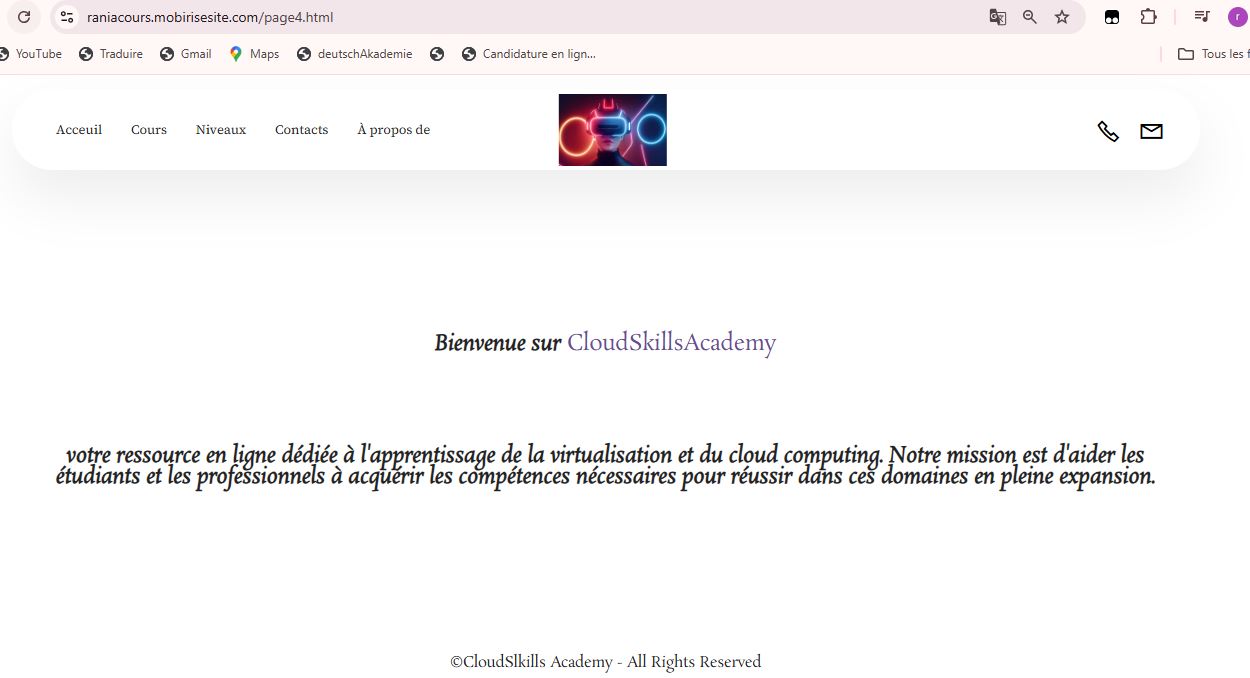 raniacours.mobirisesite.com/page4.html
r
YouTube Traduire Gmail Maps deutschAkademie Candidature en lign... Tous les f
Acceuil Cours Niveaux Contacts À propos de
Bienvenue sur CloudSkillsAcademy
votre ressource en ligne dédiée à l'apprentissage de la virtualisation et du cloud computing. Notre mission est d'aider les
étudiants et les professionnels à acquérir les compétences nécessaires pour réussir dans ces domaines en pleine expansion.
©CloudSlkills Academy - All Rights Reserved